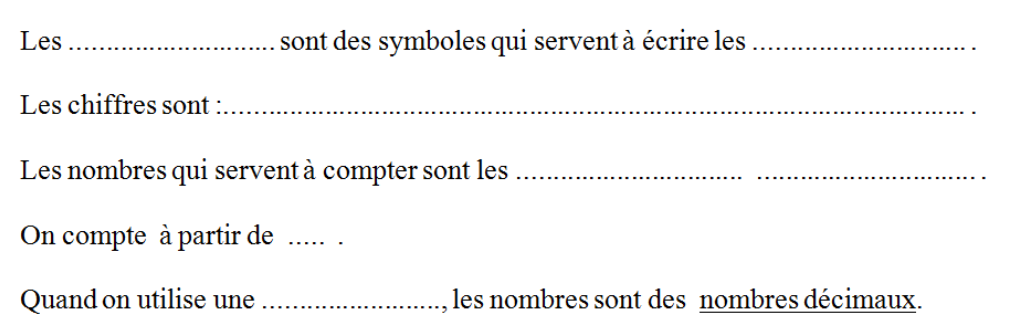 Les ............................ sont des symboles qui servent à écrire les ............................. .
Les chiffres sont :..................................................................................................... .
Les nombres qui servent à compter sont les ............................... .............................. .
On compte à partir de ..... .
Quand on utilise une ........................, les nombres sont des nombres décimaux.